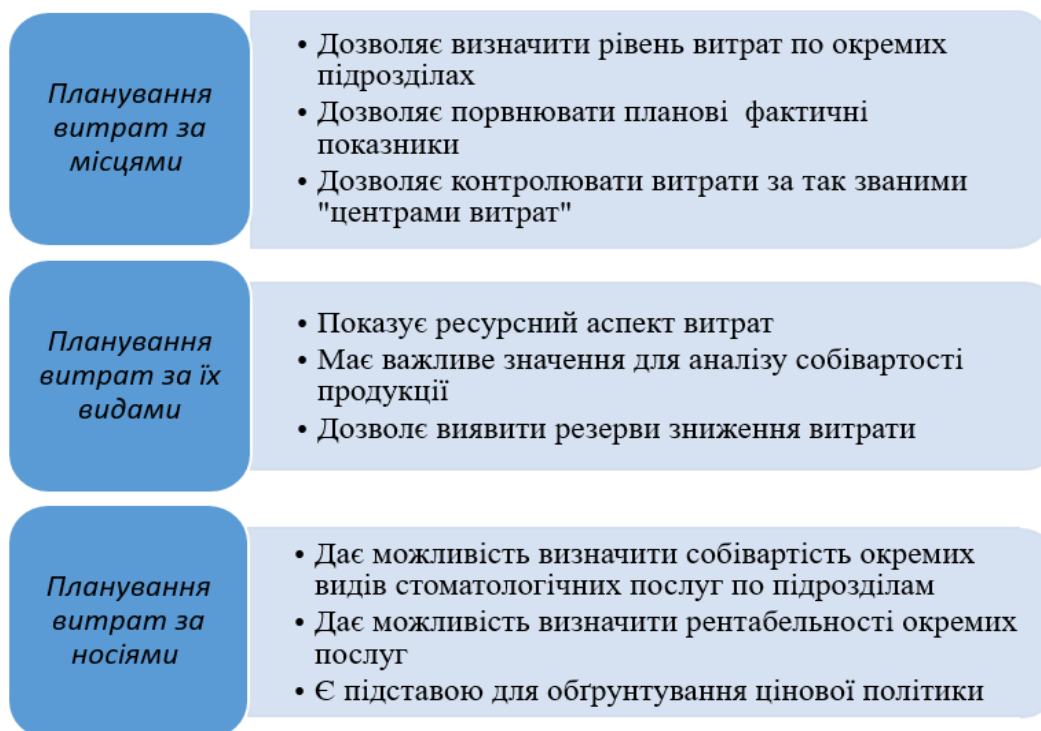 Планування
витрат за
місцями
• Дозволяє визначити рівень витрат по окремих
підрозділах
• Дозволяє порвнювати планові фактичні
показники
• Дозволяє контролювати витрати за так званими
"центрами витрат"
Планування
витрат за їх
видами
• Показує ресурсний аспект витрат
• Має важливе значення для аналізу собівартості
продукції
• Дозволє виявити резерви зниження витрати
Планування
витрат за
носіями
• Дає можливість визначити собівартість окремих
видів стоматологічних послуг по підрозділам
• Дає можливість визначити рентабельності окремих
послуг
• Є підставою для обґрунтування цінової політики